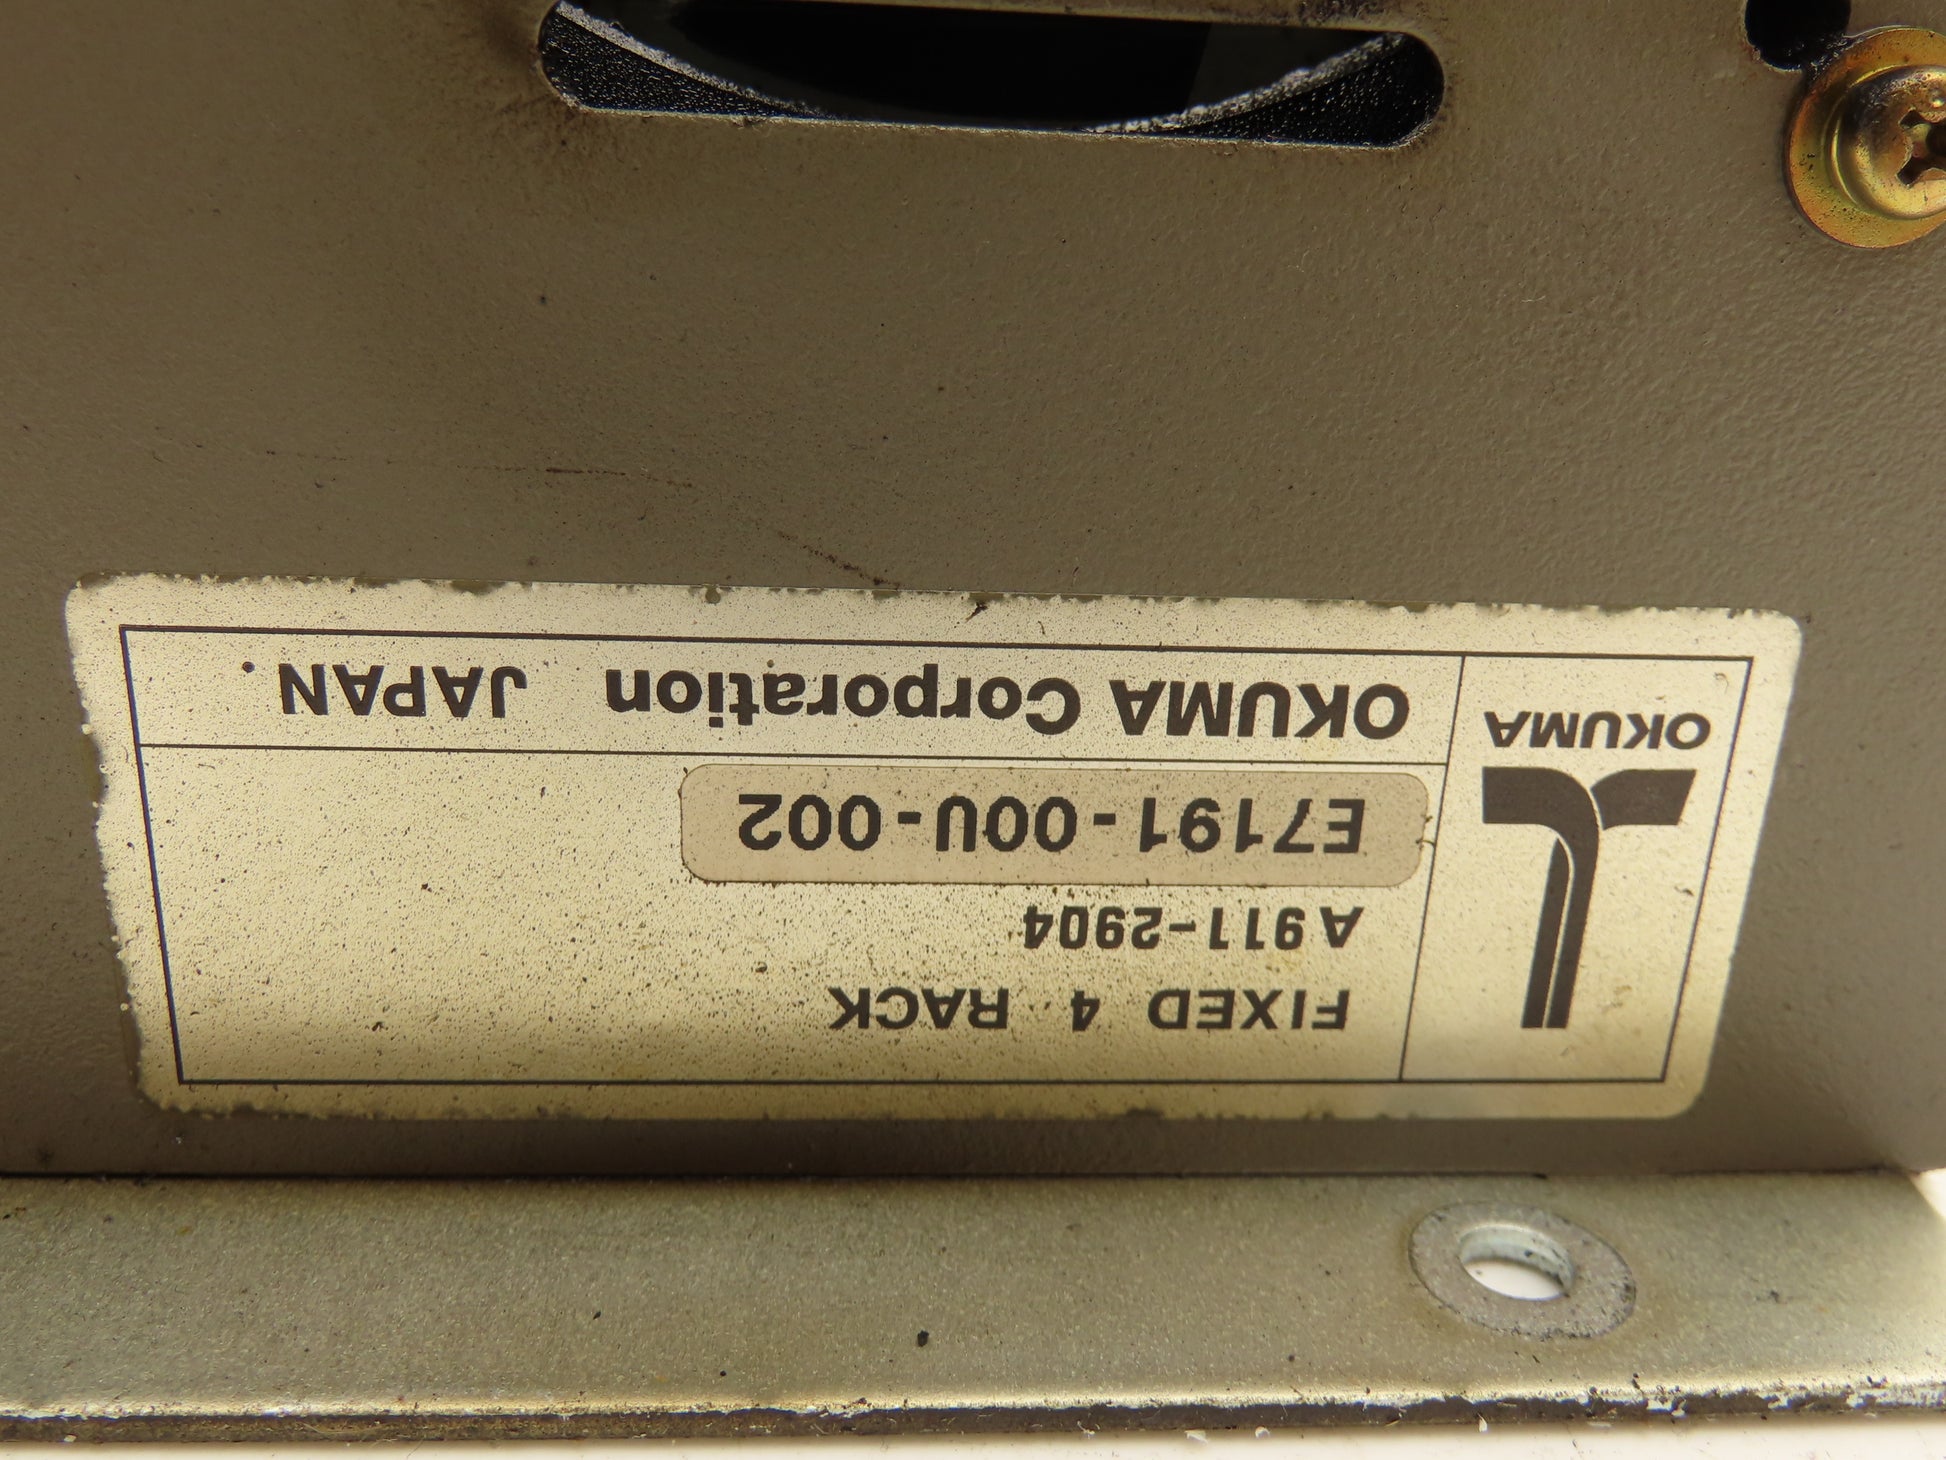 OKUMA
FIXED 4 RACK
A911-2904
E7191-00U-002
OKUMA Corporation JAPAN.